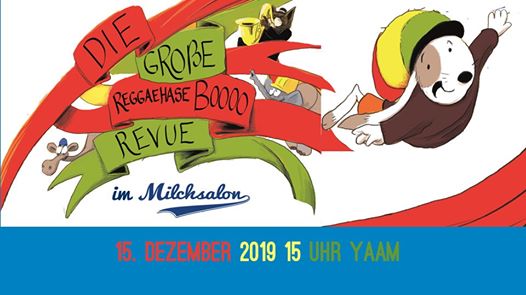 DIE
GROßE
REGGAEHASE BOOOO
REVUE
im Milchsalon
15. DEZEMBER 2019 15 UHR YAAM